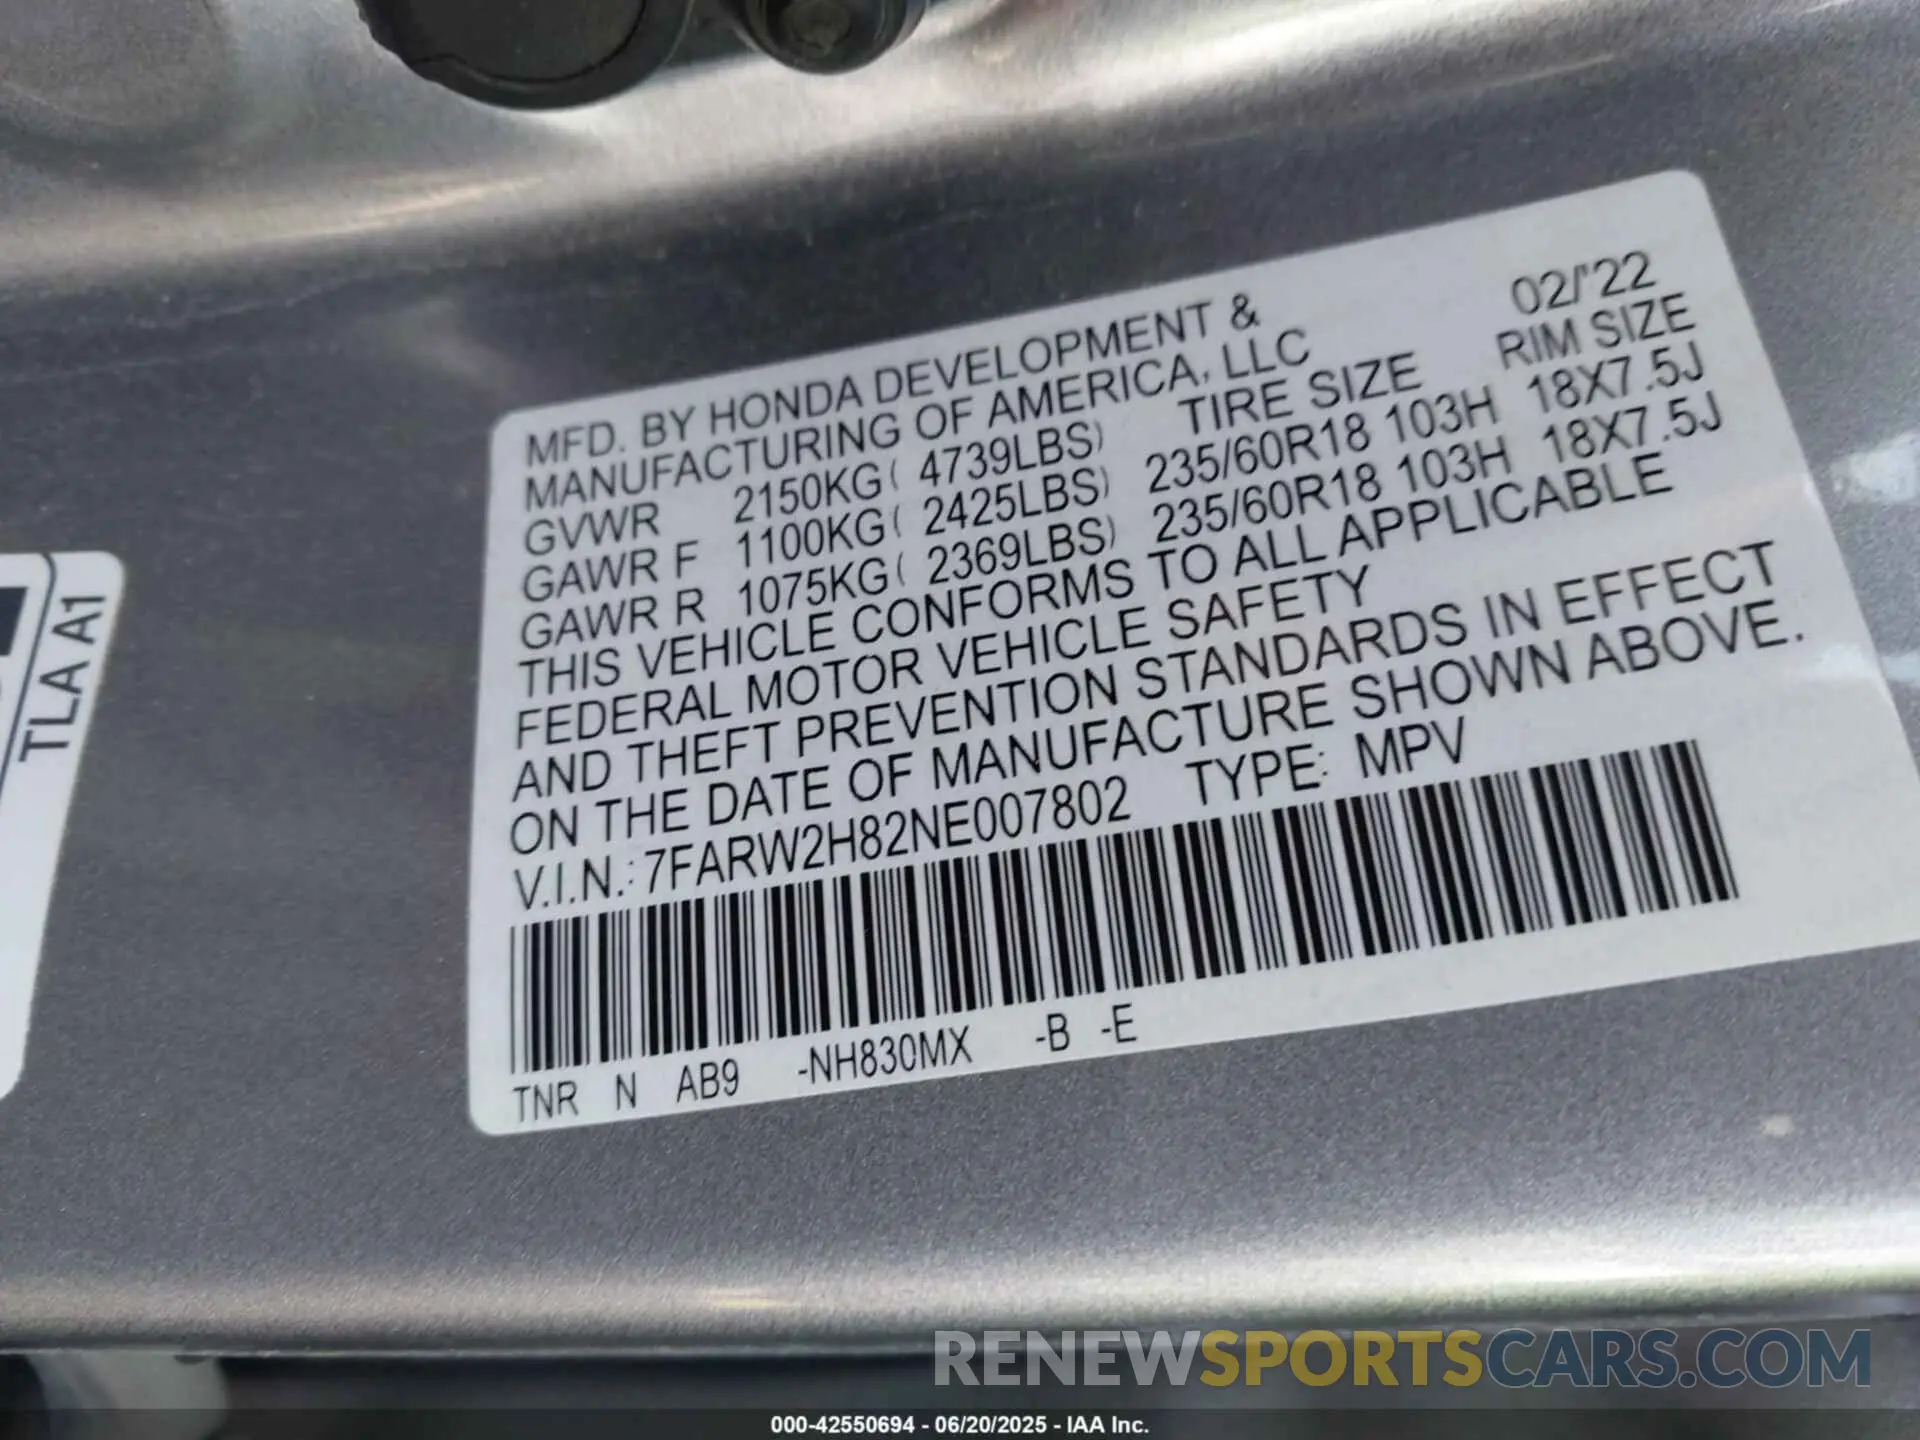 MFD. BY HONDA DEVELOPMENT & 02/'22
MANUFACTURING OF AMERICA, LLC RIM SIZE
GVWR 2150KG( 4739LBS) TIRE SIZE
GAWR F 1100KG( 2425LBS) 235/60R18 103H 18X7.5J
GAWR R 1075KG( 2369LBS) 235/60R18 103H 18X7.5J
THIS VEHICLE CONFORMS TO ALL APPLICABLE
FEDERAL MOTOR VEHICLE SAFETY
AND THEFT PREVENTION STANDARDS IN EFFECT
ON THE DATE OF MANUFACTURE SHOWN ABOVE.
V.I.N.: 7FARW2H82NE007802 TYPE: MPV
TNR N AB9 -NH830MX -B -E
TLA A1
RENEWSPORTSCARS.COM
000-42550694 - 06/20/2025 - IAA Inc.